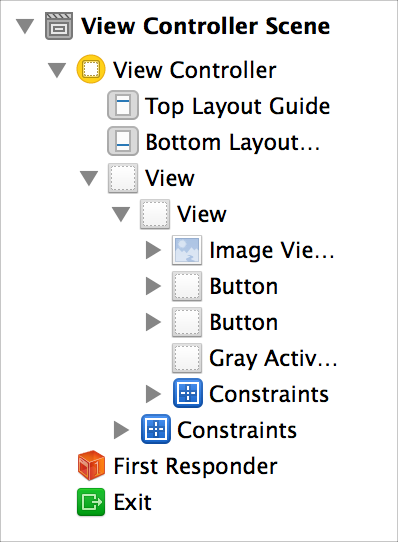 View Controller Scene
View Controller
Top Layout Guide
Bottom Layout…
View
View
Image Vie…
Button
Button
Gray Activ…
Constraints
Constraints
First Responder
Exit